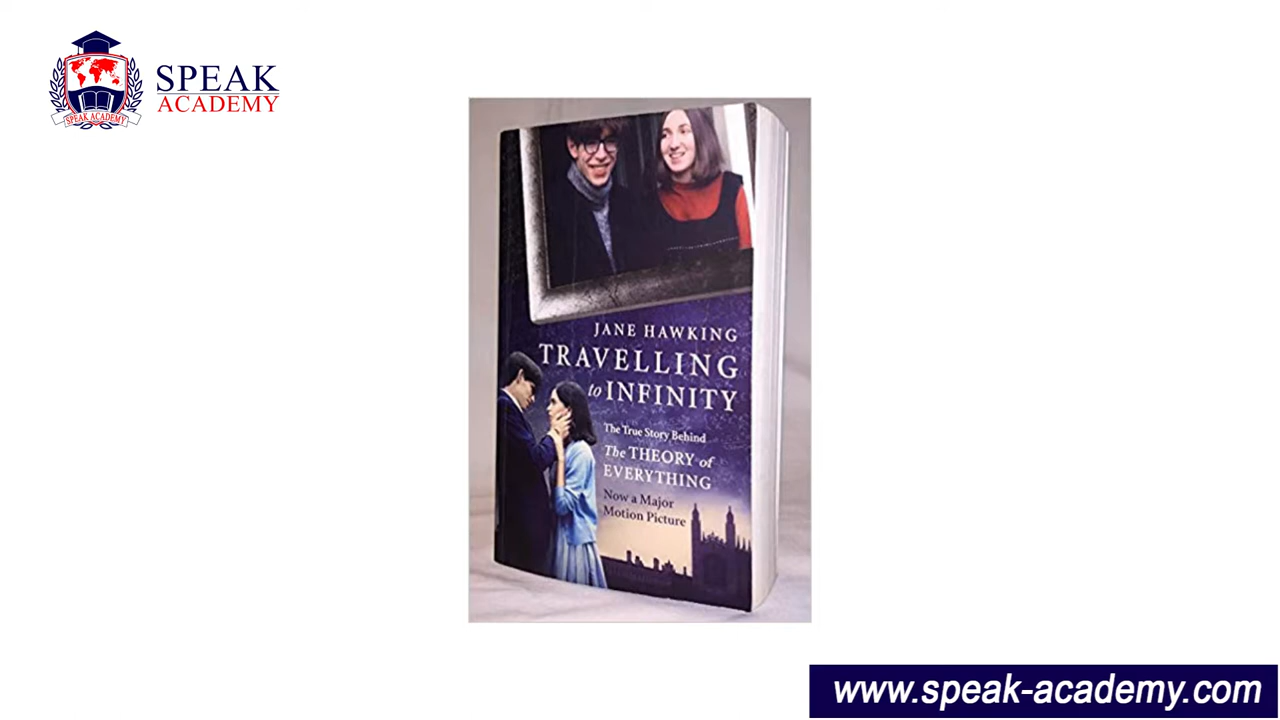 SPEAK
ACADEMY
SPEAK ACADEMY
JANE HAWKING
TRAVELLING
to INFINITY
The True Story Behind
The THEORY of
EVERYTHING
Now a Major
Motion Picture
www.speak-academy.com